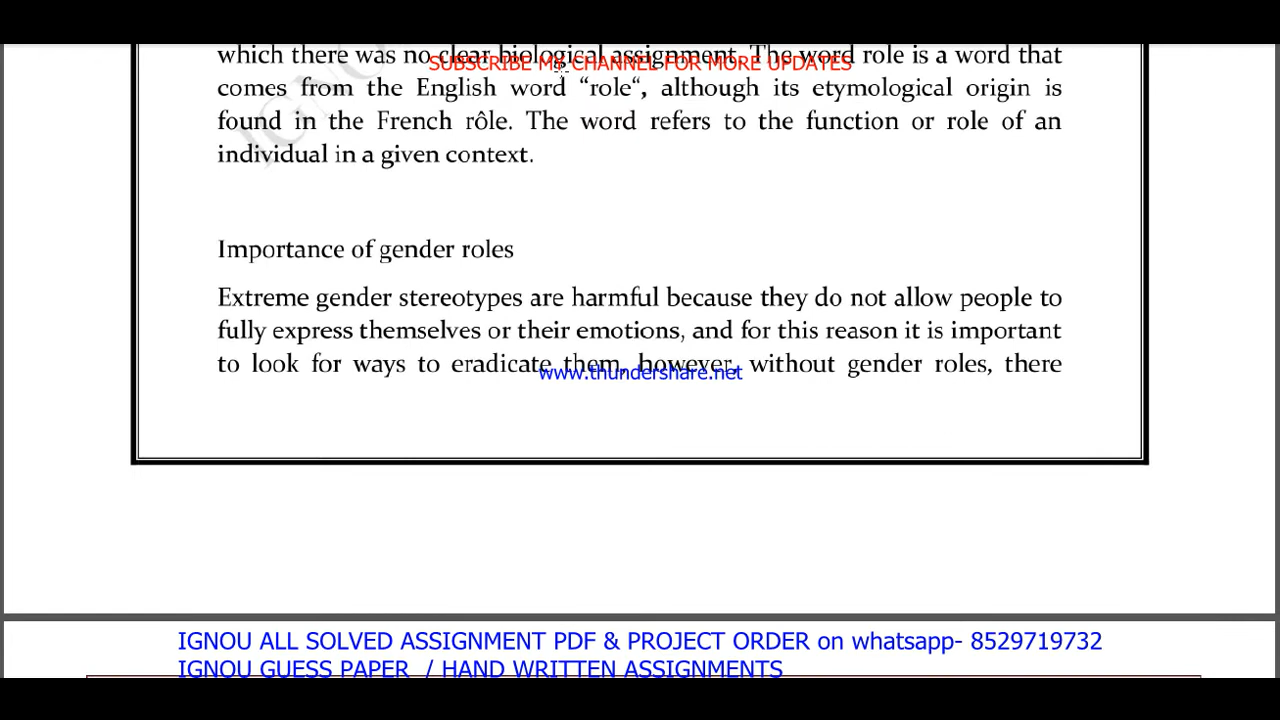 which there was no clear biological assignment. The word role is a word that
SUBSCRIBE MY CHANNEL FOR MORE UPDATES
comes from the English word “role“, although its etymological origin is
found in the French rôle. The word refers to the function or role of an
individual in a given context.
Importance of gender roles
Extreme gender stereotypes are harmful because they do not allow people to
fully express themselves or their emotions, and for this reason it is important
to look for ways to eradicate them, however, without gender roles, there
www.thundershare.net
IGNOU ALL SOLVED ASSIGNMENT PDF & PROJECT ORDER on whatsapp- 8529719732
IGNOU GUESS PAPER / HAND WRITTEN ASSIGNMENTS